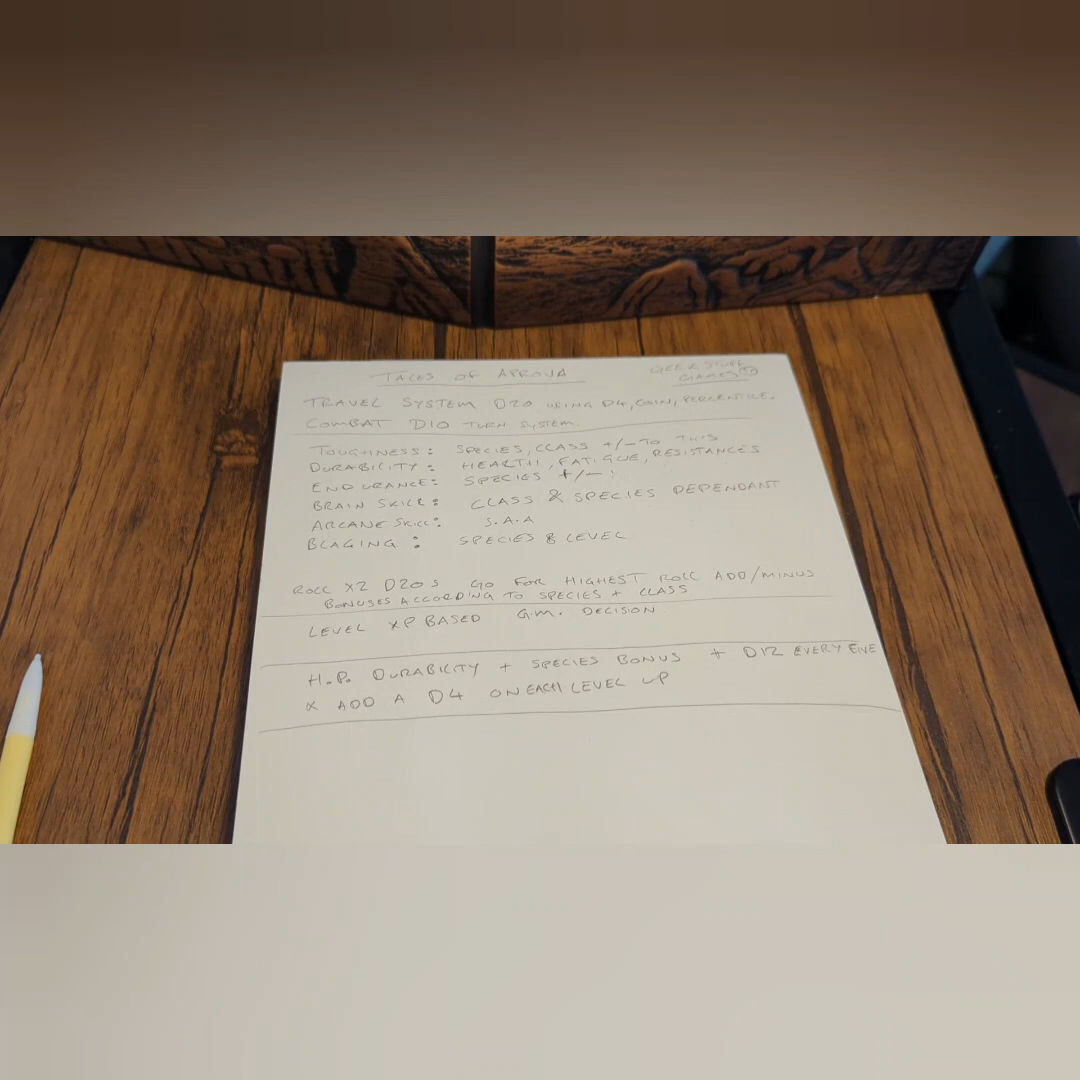 TALES OF APROVA
GEEK STUFF
GAMES
TRAVEL SYSTEM D20 USING D4, COIN, PERCENTILE.
COMBAT D10 TURN SYSTEM.
TOUGHNESS: SPECIES, CLASS +/- TO THIS
DURABILITY: HEALTH, FATIGUE, RESISTANCES
ENDURANCE: SPECIES +/-
BRAIN SKILL: CLASS & SPECIES DEPENDANT
ARCANE SKILL: S.A.A
BLAGING: SPECIES & LEVEL
ROLL X2 D20S GO FOR HIGHEST ROLL ADD/MINUS
BONUSES ACCORDING TO SPECIES + CLASS
LEVEL XP BASED G.M. DECISION
H.P. DURABILITY + SPECIES BONUS + D12 EVERY FIVE
& ADD A D4 ON EACH LEVEL UP